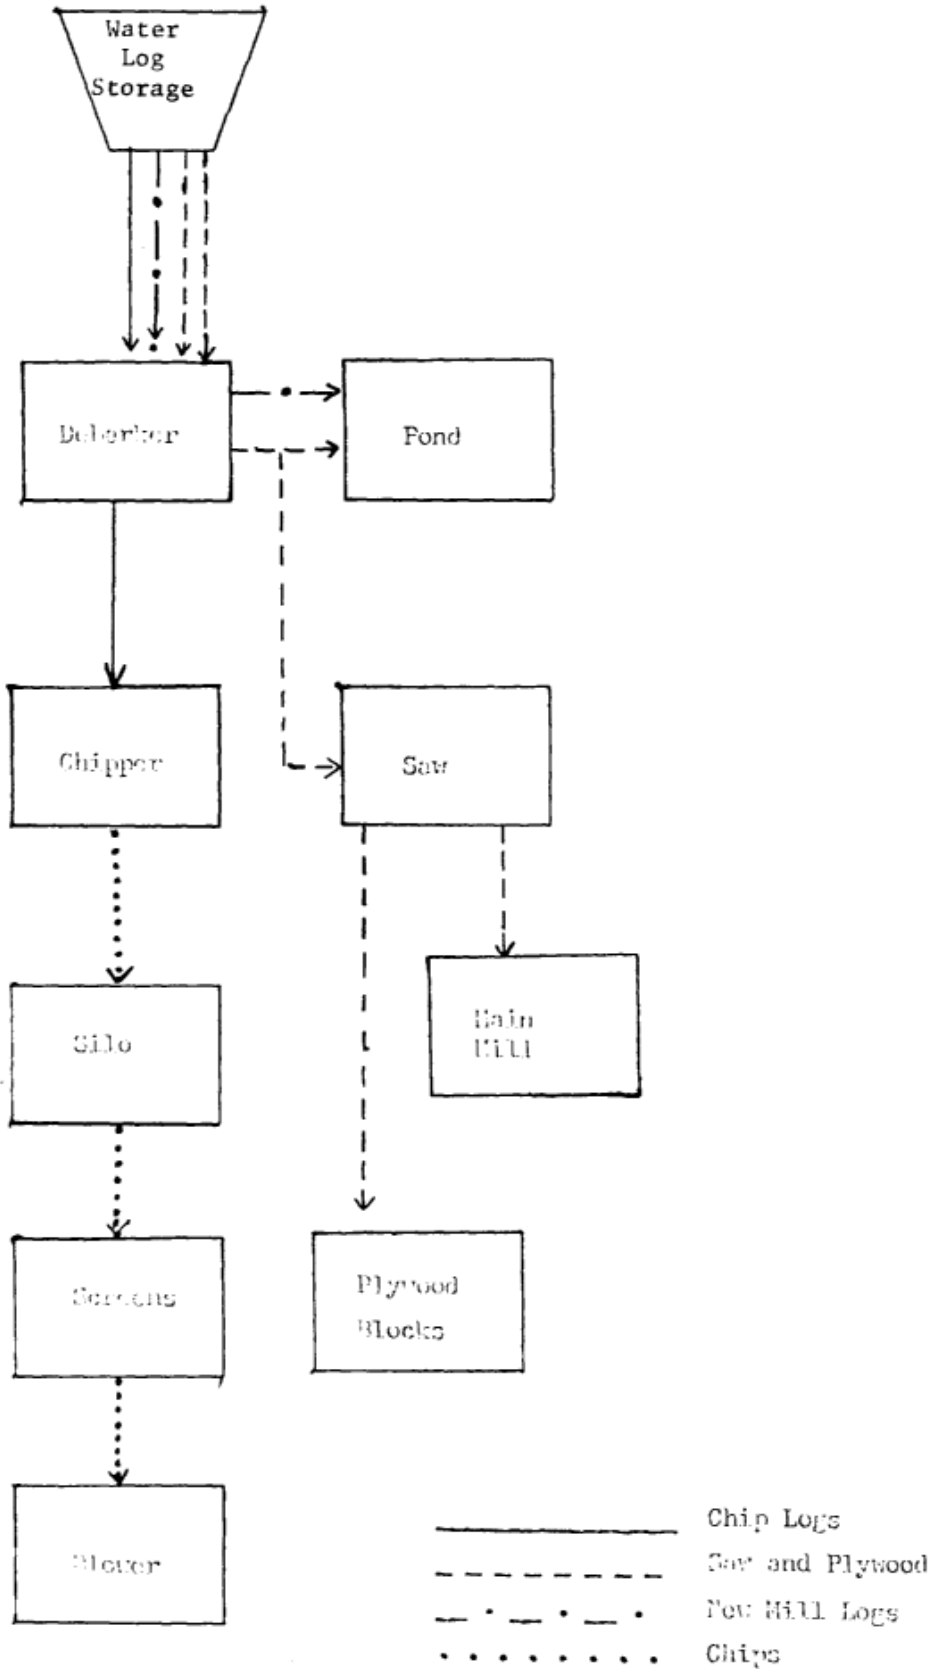 Water
Log
Storage
Debarker
Pond
Chipper
Saw
Silo
Main
Mill
Screens
Plywood
Blocks
Blower
Chip Logs
Saw and Plywood
New Mill Logs
Chips